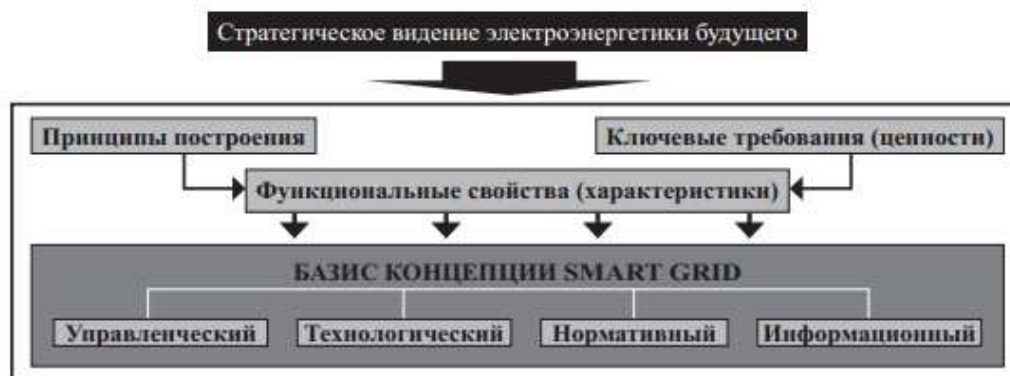 Стратегическое видение электроэнергетики будущего
Принципы построения
Ключевые требования (ценности)
Функциональные свойства (характеристики)
БАЗИС КОНЦЕПЦИИ SMART GRID
Управленческий
Технологический
Нормативный
Информационный